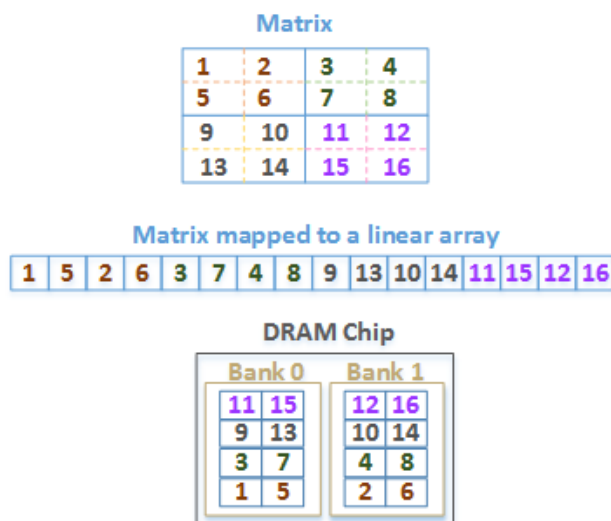 Matrix
1 2 3 4
5 6 7 8
9 10 11 12
13 14 15 16
Matrix mapped to a linear array
1 5 2 6 3 7 4 8 9 13 10 14 11 15 12 16
DRAM Chip
Bank 0 Bank 1
11 15 12 16
9 13 10 14
3 7 4 8
1 5 2 6